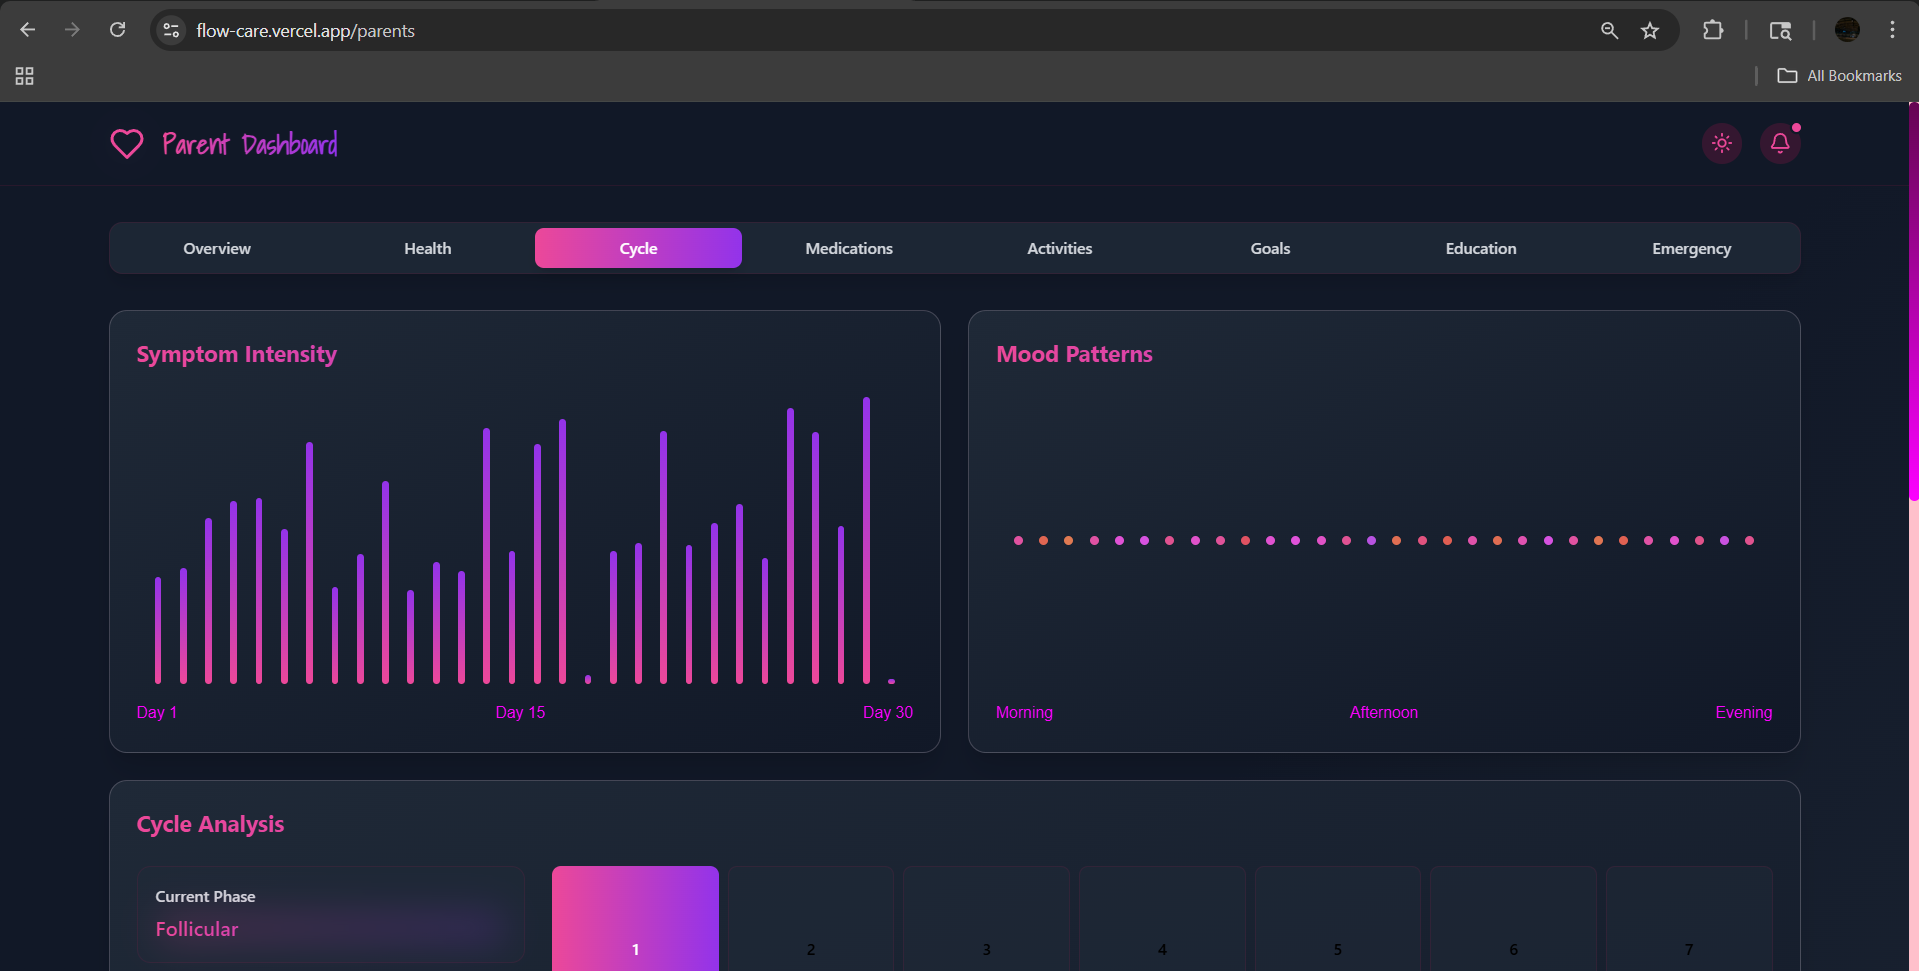 flow-care.vercel.app/parents
All Bookmarks
Parent Dashboard
Overview Health Cycle Medications Activities Goals Education Emergency
Symptom Intensity
Day 1 Day 15 Day 30
Mood Patterns
Morning Afternoon Evening
Cycle Analysis
Current Phase
Follicular
1 2 3 4 5 6 7